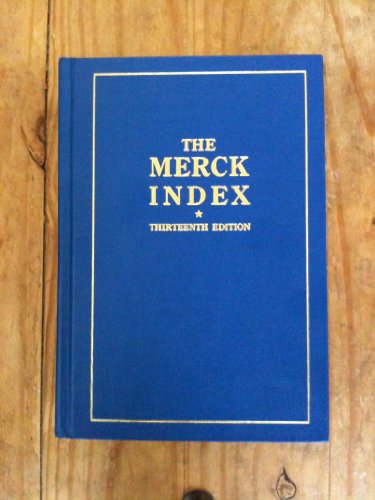 THE
MERCK
INDEX
THIRTEENTH EDITION